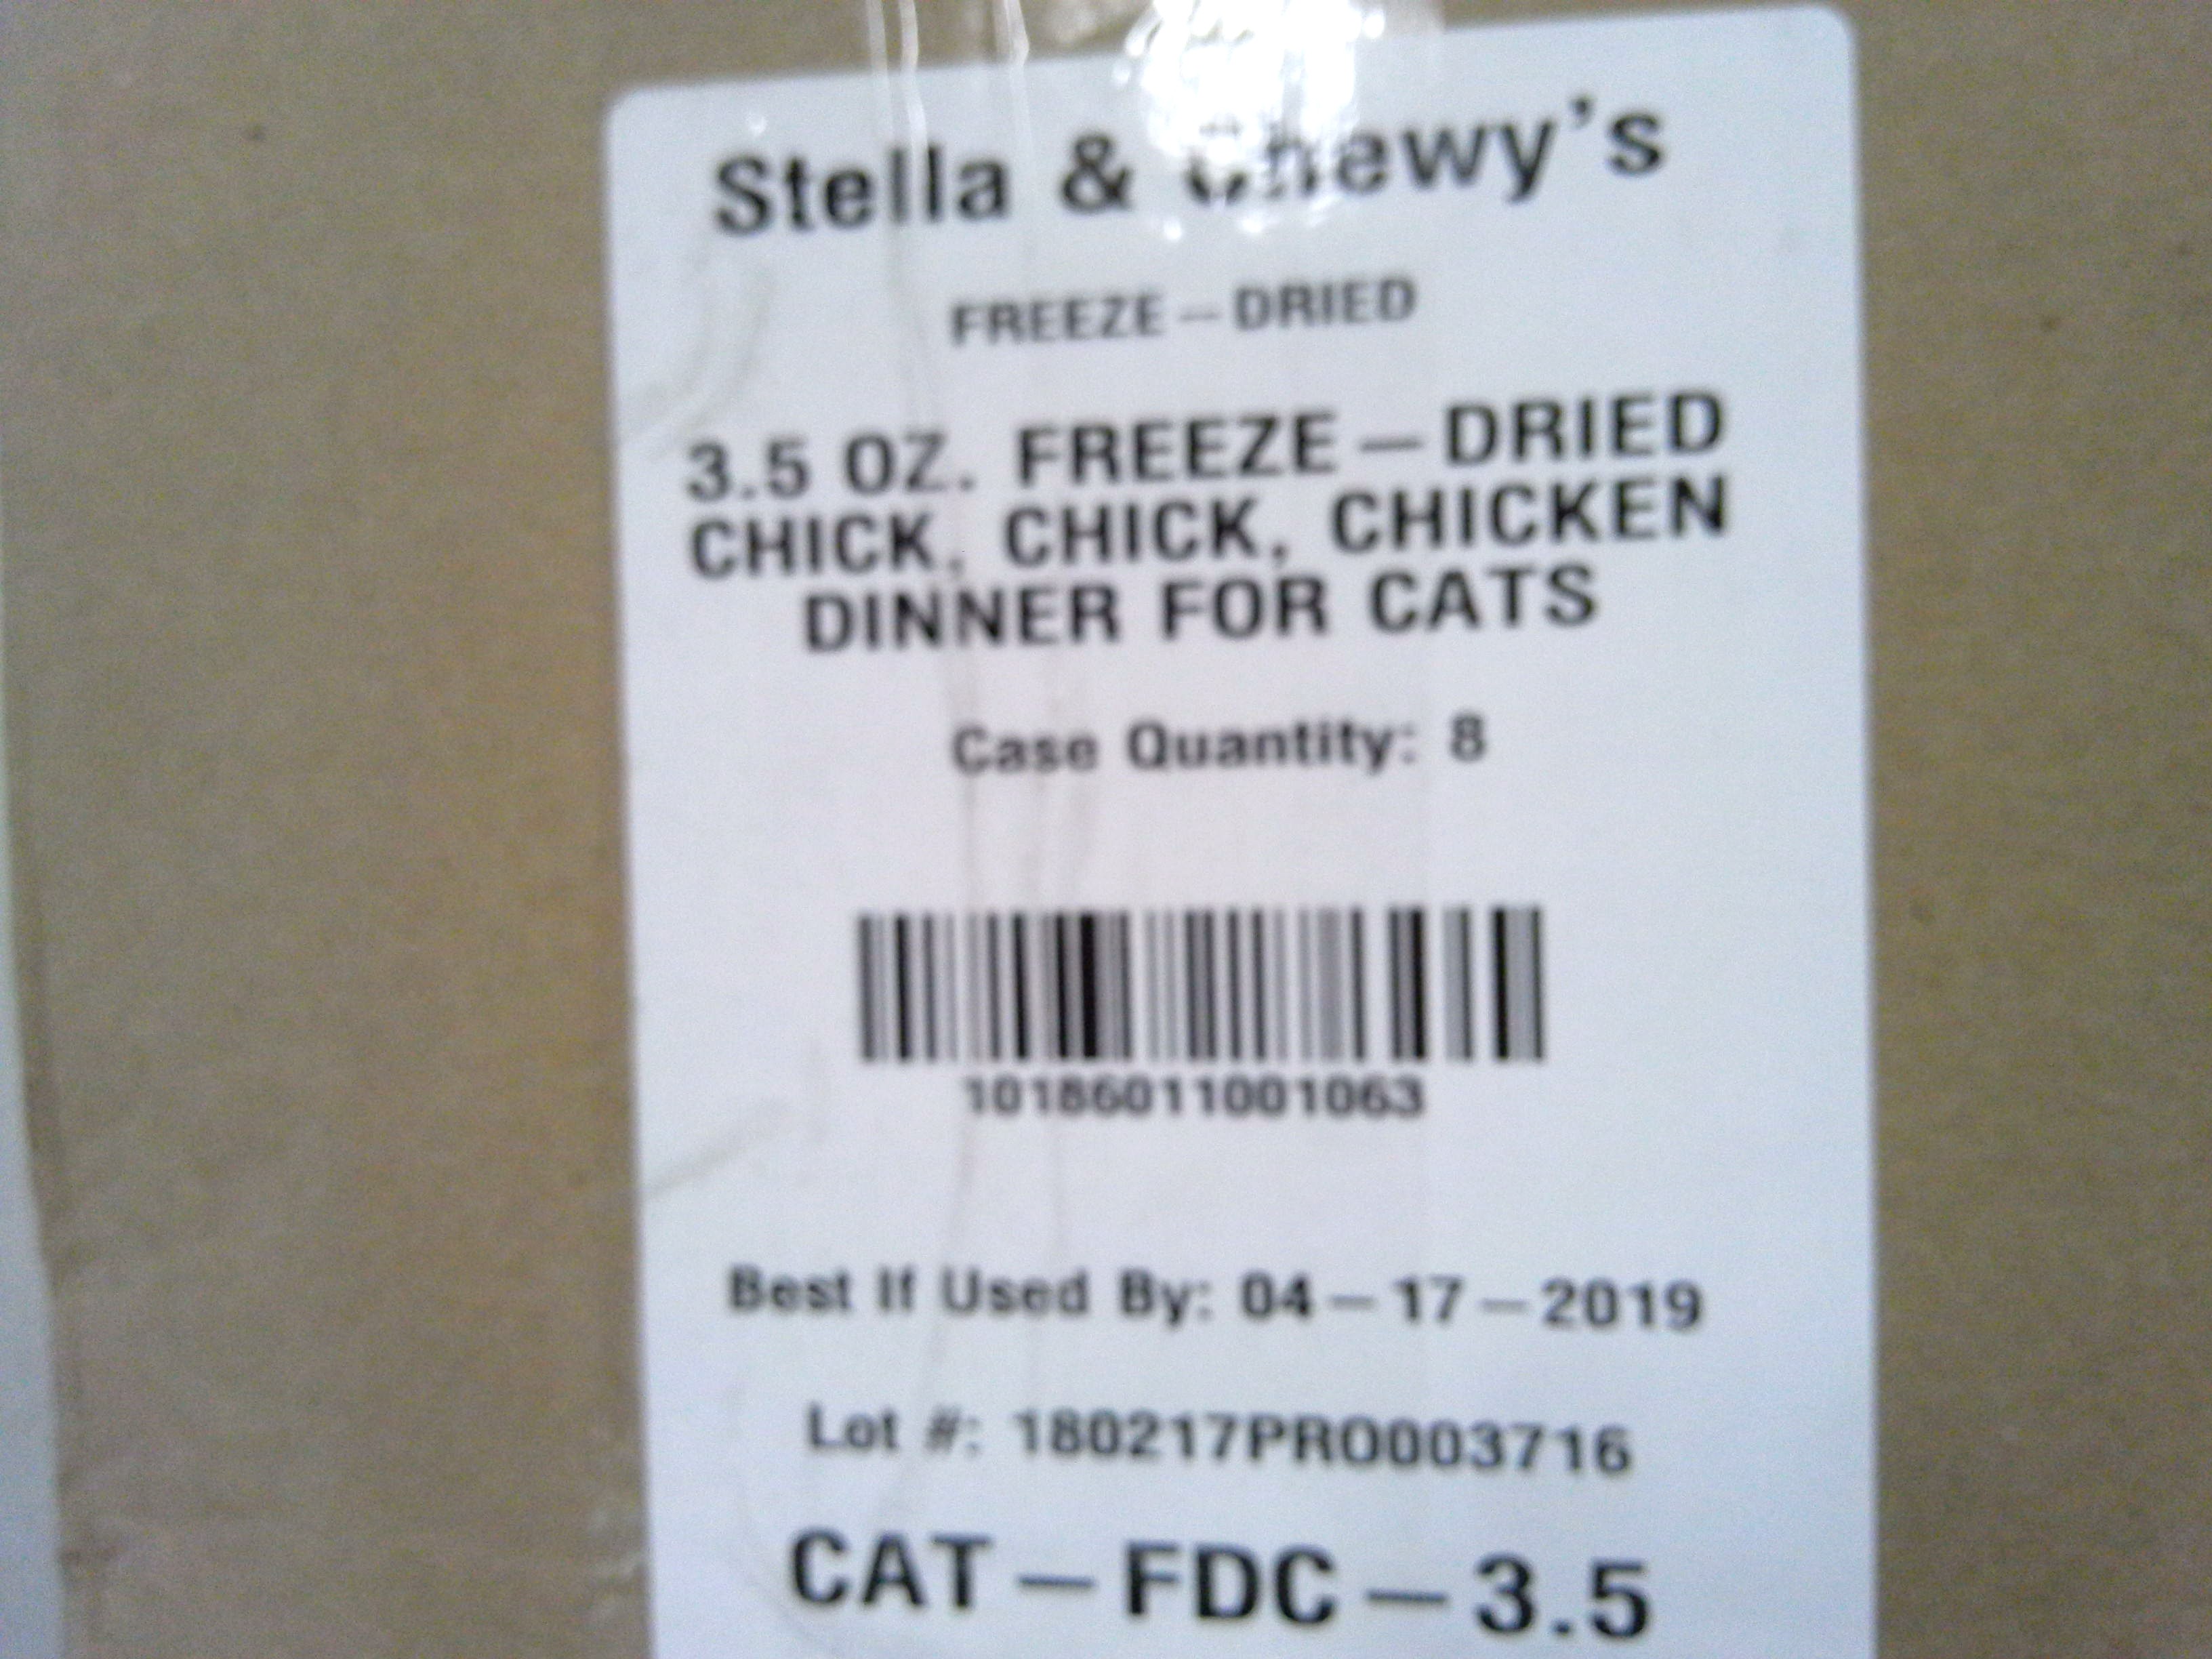 Stella & Chewy's
FREEZE-DRIED
3.5 OZ. FREEZE-DRIED
CHICK, CHICK, CHICKEN
DINNER FOR CATS
Case Quantity: 8
10186011001063
Best If Used By: 04-17-2019
Lot #: 180217PRO003716
CAT-FDC-3.5